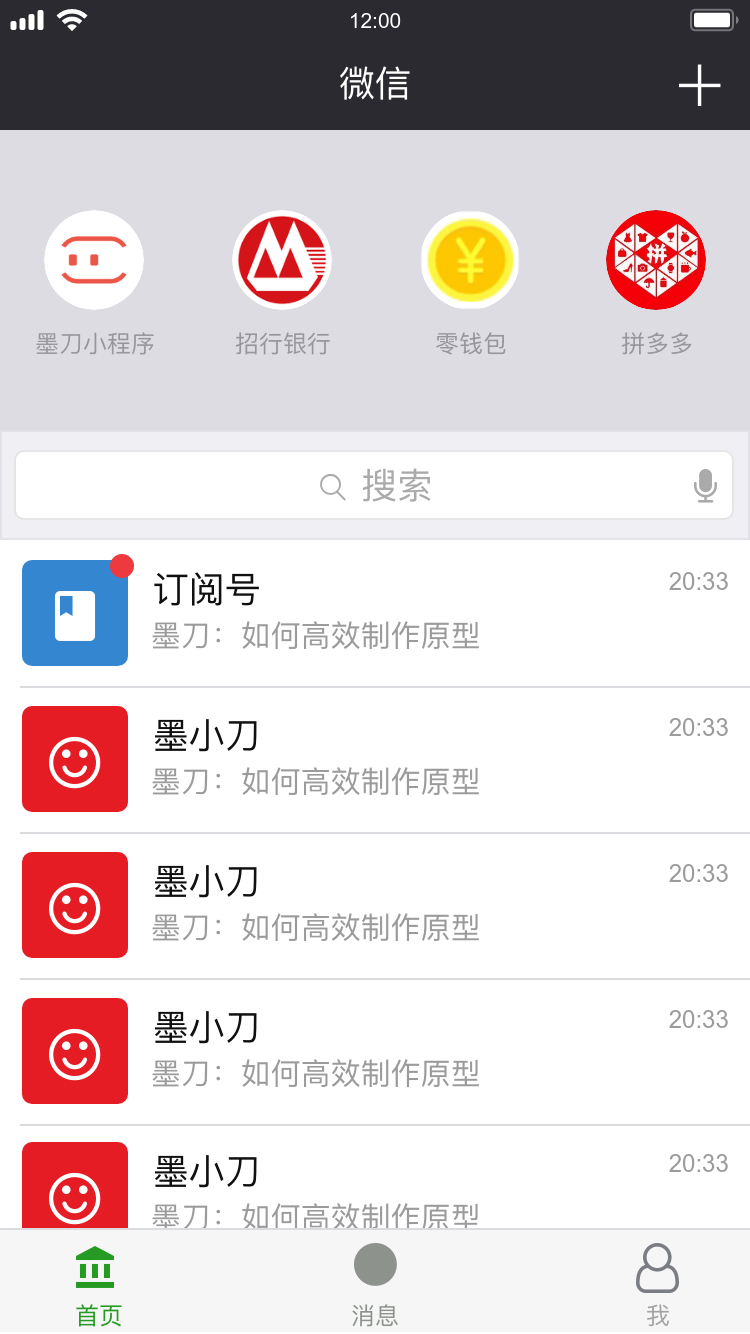 12:00
微信
墨刀小程序 招行银行 零钱包 拼多多
搜索
订阅号 20:33
墨刀：如何高效制作原型
墨小刀 20:33
墨刀：如何高效制作原型
墨小刀 20:33
墨刀：如何高效制作原型
墨小刀 20:33
墨刀：如何高效制作原型
墨小刀 20:33
墨刀：如何高效制作原型
首页 消息 我